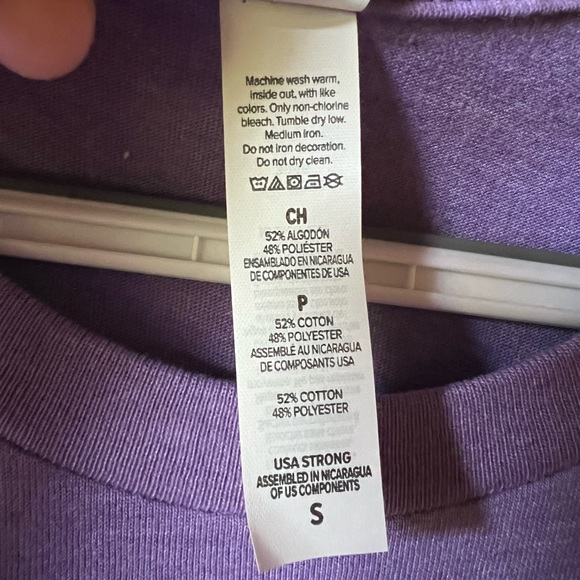 Machine wash warm,
inside out, with like
colors. Only non-chlorine
bleach. Tumble dry low.
Medium iron.
Do not iron decoration.
Do not dry clean.
CH
52% ALGODÓN
48% POLIÉSTER
ENSAMBLADO EN NICARAGUA
DE COMPONENTES DE USA
P
52% COTON
48% POLYESTER
ASSEMBLÉ AU NICARAGUA
DE COMPOSANTS USA
52% COTTON
48% POLYESTER
USA STRONG
ASSEMBLED IN NICARAGUA
OF US COMPONENTS
S